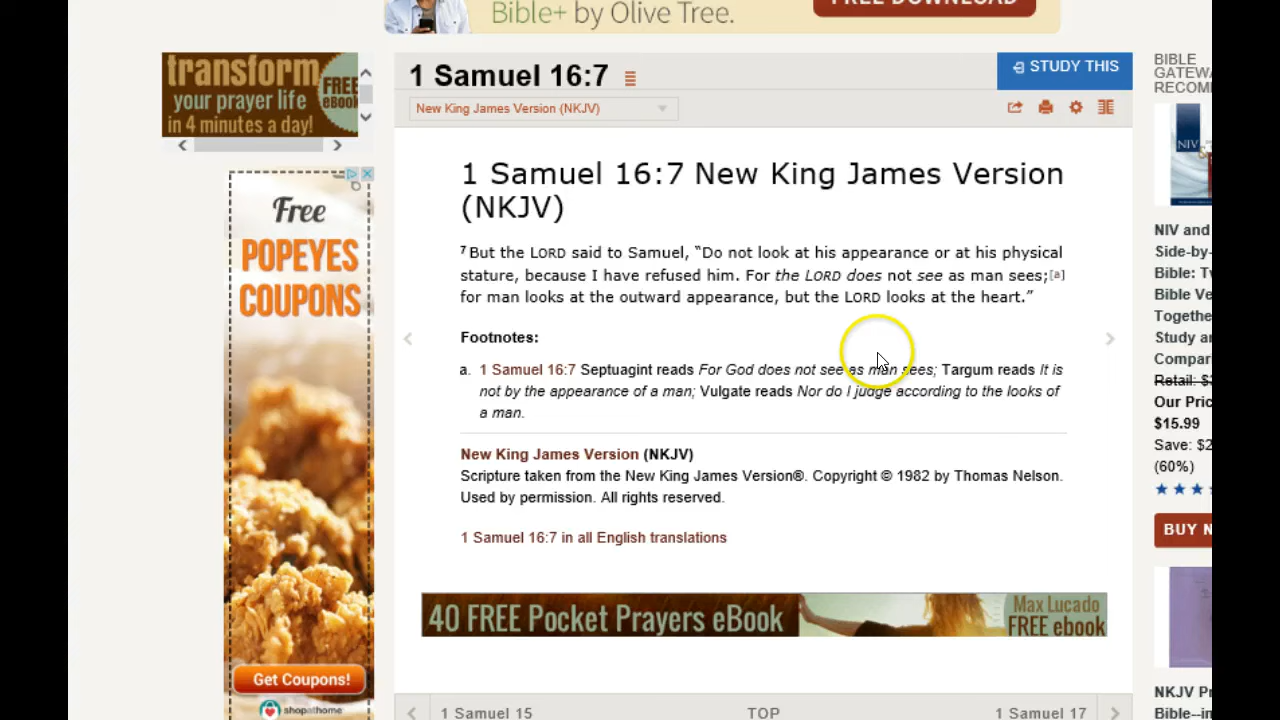 Bible+ by Olive Tree.
FREE DOWNLOAD
transform
your prayer life
in 4 minutes a day!
FREE
eBook
1 Samuel 16:7
STUDY THIS
New King James Version (NKJV)
Free
POPEYES
COUPONS
Get Coupons!
shopathome
1 Samuel 16:7 New King James Version
(NKJV)
7 But the LORD said to Samuel, “Do not look at his appearance or at his physical
stature, because I have refused him. For the LORD does not see as man sees;[a]
for man looks at the outward appearance, but the LORD looks at the heart.”
Footnotes:
a. 1 Samuel 16:7 Septuagint reads For God does not see as man sees; Targum reads It is
not by the appearance of a man; Vulgate reads Nor do I judge according to the looks of
a man.
New King James Version (NKJV)
Scripture taken from the New King James Version®. Copyright © 1982 by Thomas Nelson.
Used by permission. All rights reserved.
1 Samuel 16:7 in all English translations
40 FREE Pocket Prayers eBook
Max Lucado
FREE ebook
1 Samuel 15
TOP
1 Samuel 17
BIBLE
GATEW
RECOM
NIV
NIV and
Side-by-
Bible: T
Bible Ve
Togethe
Study a
Compar
Retail: $
Our Pric
$15.99
Save: $2
(60%)
BUY N
NKJV P
Bible--in